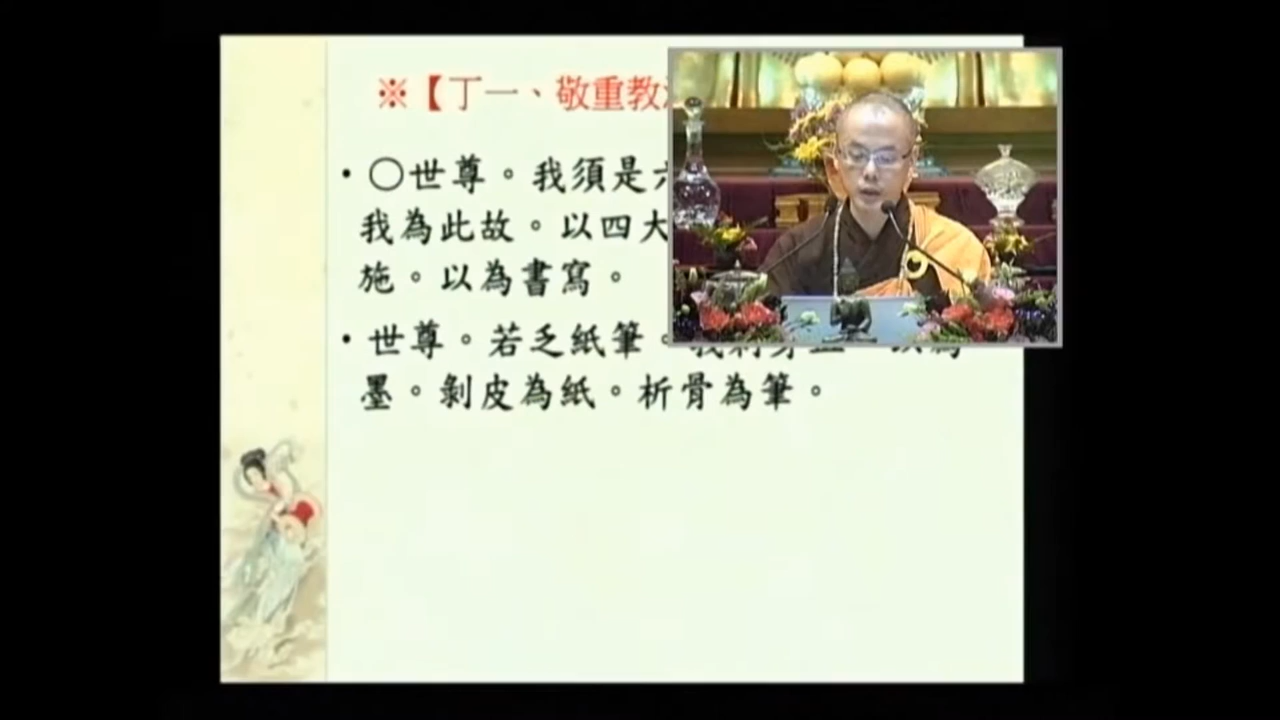 ※【丁一、敬重教
• ○世尊。我須是
我為此故。以四大
施。以為書寫。
• 世尊。若乏紙筆。
墨。剝皮為紙。析骨為筆。